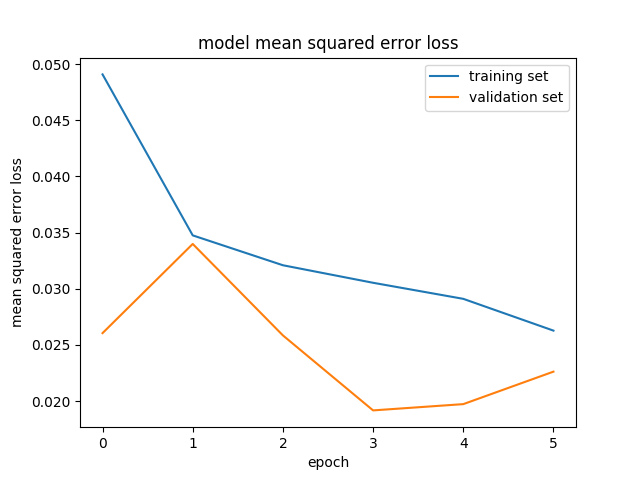 model mean squared error loss
training set
validation set
0.050
0.045
0.040
0.035
0.030
0.025
0.020
mean squared error loss
0 1 2 3 4 5
epoch